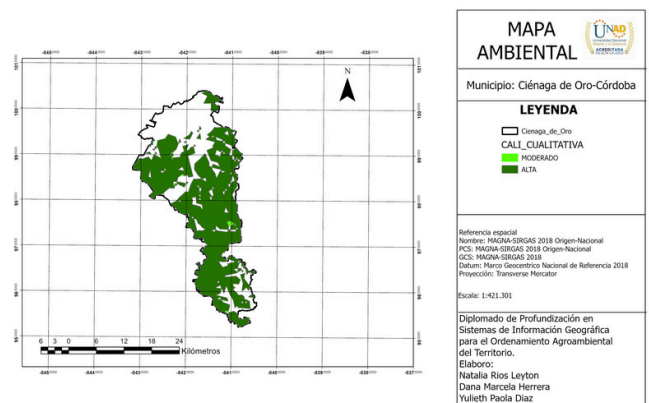 MAPA
AMBIENTAL
UNAD
ACREDITADA
Municipio: Ciénaga de Oro-Córdoba
LEYENDA
Cienaga_de_Oro
CALI_CUALITATIVA
MODERADO
ALTA
Referencia espacial
Nombre: MAGNA-SIRGAS 2018 Origen-Nacional
PCS: MAGNA-SIRGAS 2018 Origen-Nacional
GCS: MAGNA-SIRGAS 2018
Datum: Marco Geocentrico Nacional de Referencia 2018
Proyección: Transverse Mercator
Escala: 1:421.301
Diplomado de Profundización en
Sistemas de Información Geográfica
para el Ordenamiento Agroambiental
del Territorio.
Elaboro:
Natalia Rios Leyton
Dana Marcela Herrera
Yulieth Paola Diaz
N
6 3 0 6 12 18 24
Kilómetros